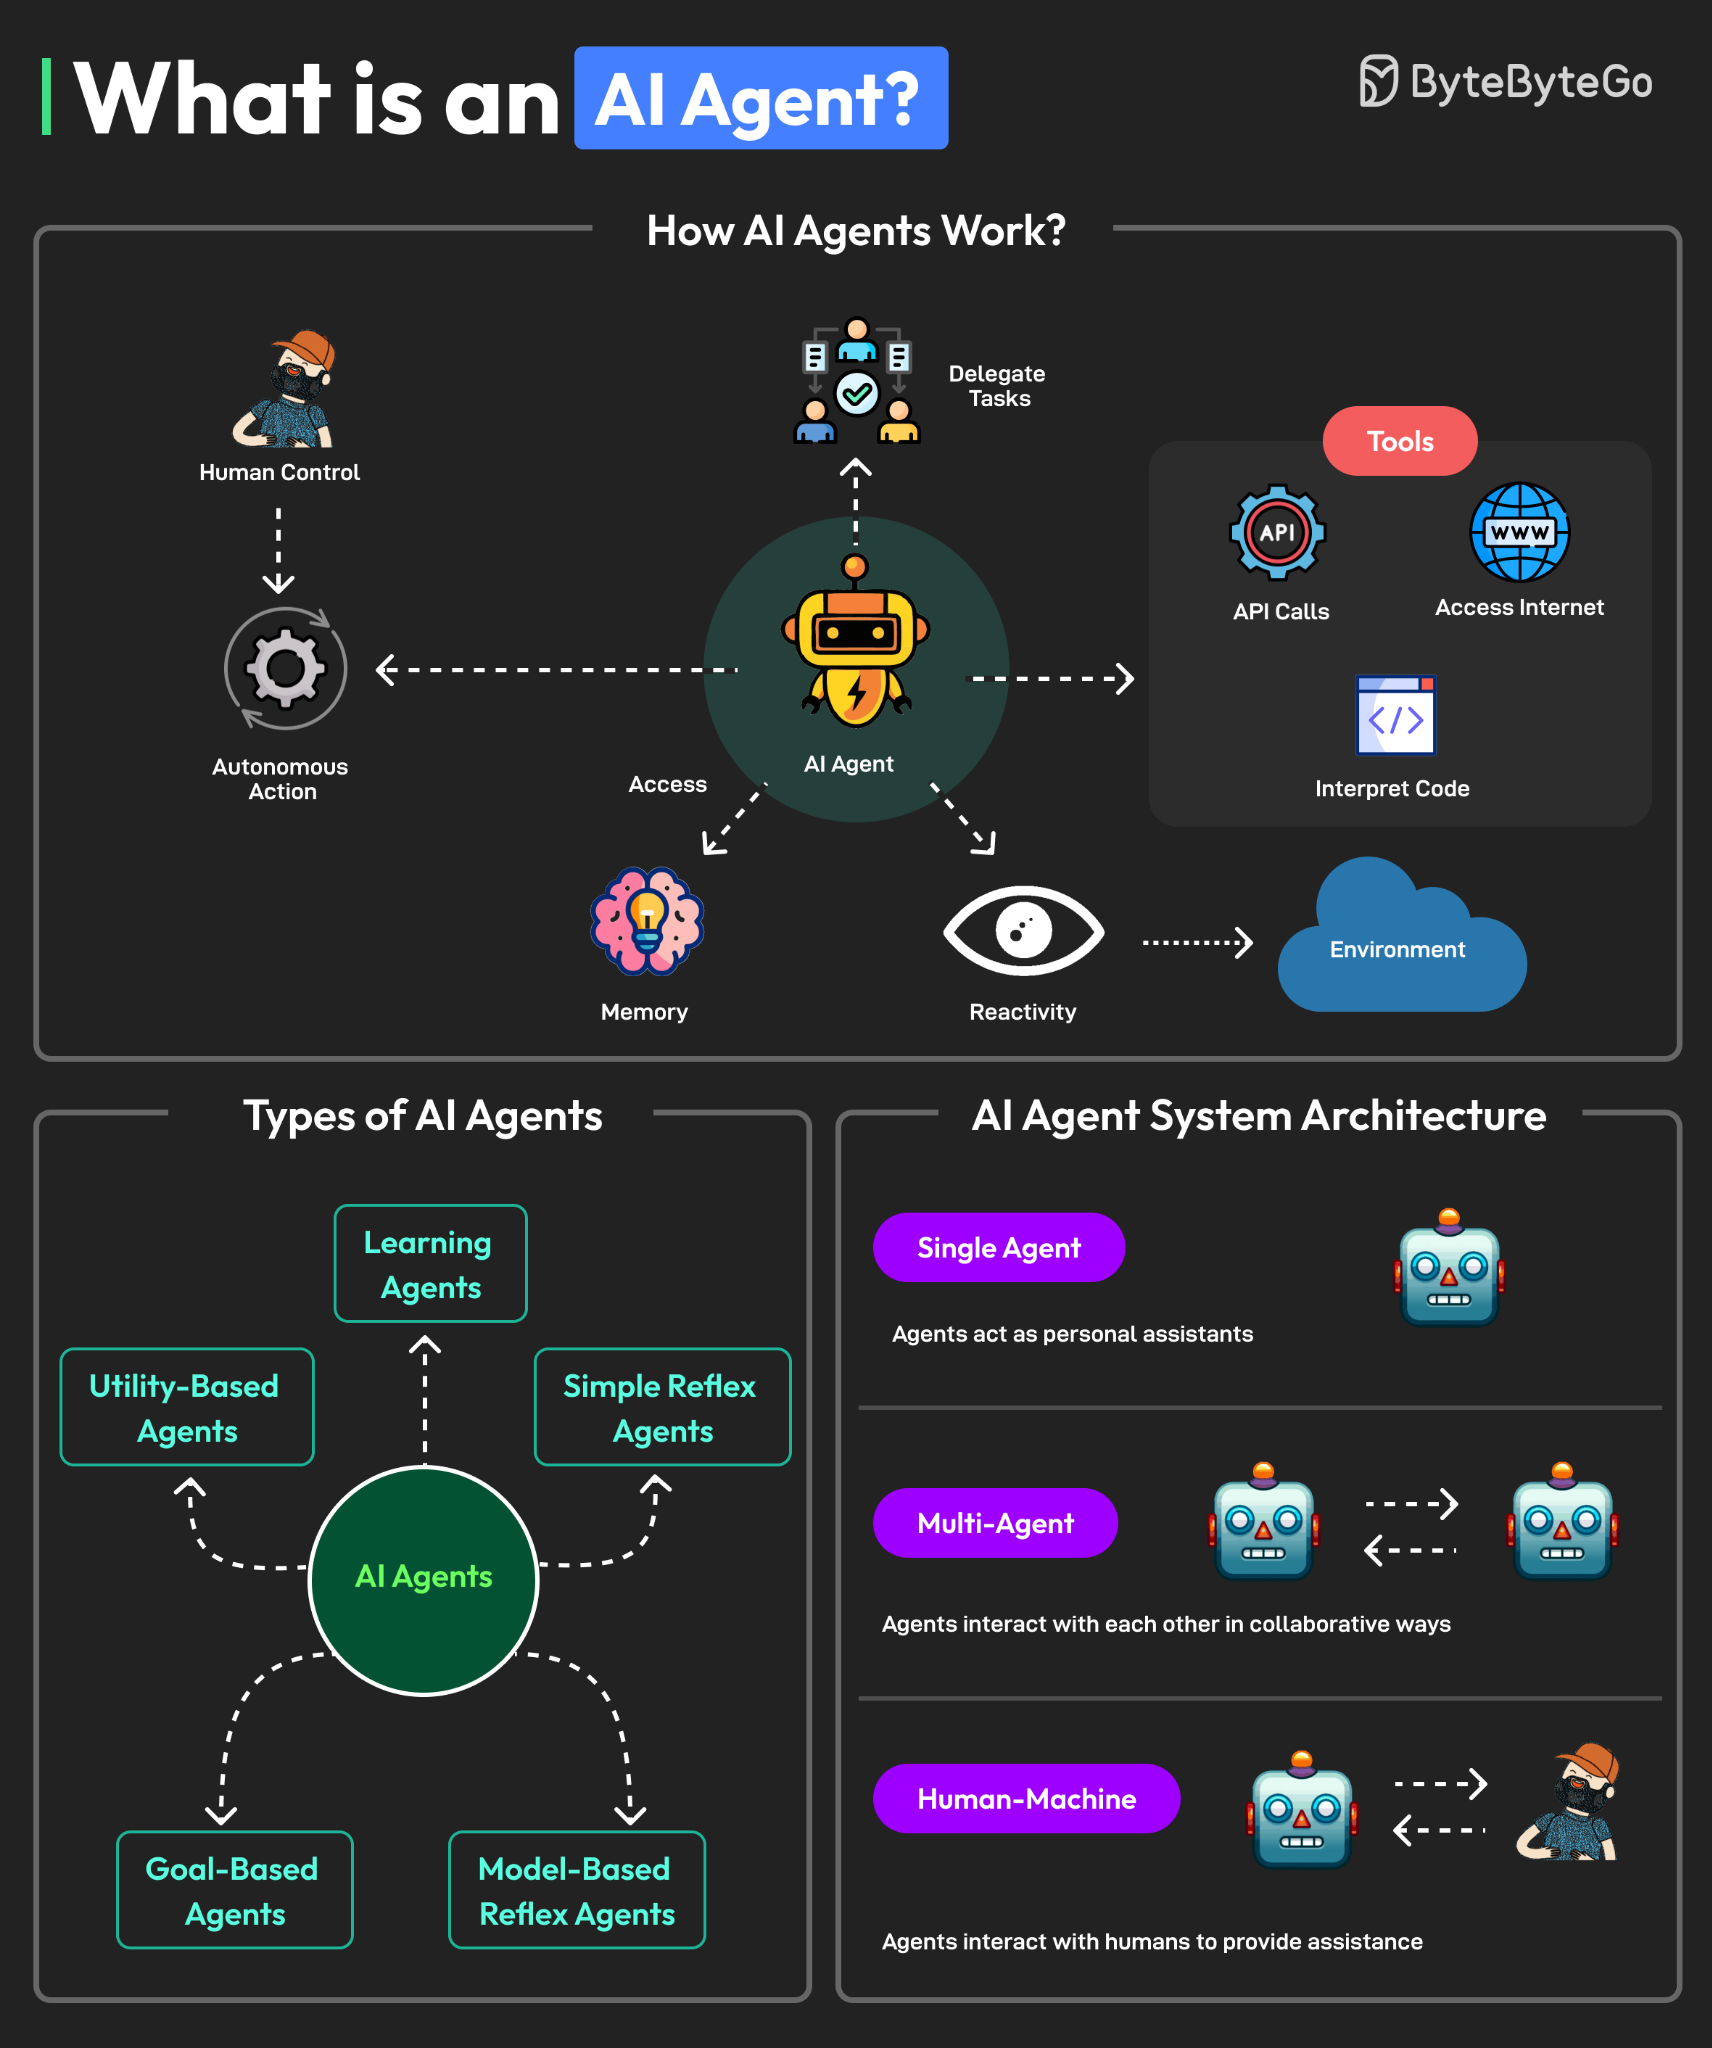 What is an AI Agent?
ByteByteGo
How AI Agents Work?
Human Control
Delegate
Tasks
Tools
API
API Calls
WWW
Access Internet
</>
Interpret Code
Autonomous
Action
AI Agent
Access
Memory
Reactivity
Environment
Types of AI Agents
Learning
Agents
Utility-Based
Agents
Simple Reflex
Agents
AI Agents
Goal-Based
Agents
Model-Based
Reflex Agents
AI Agent System Architecture
Single Agent
Agents act as personal assistants
Multi-Agent
Agents interact with each other in collaborative ways
Human-Machine
Agents interact with humans to provide assistance